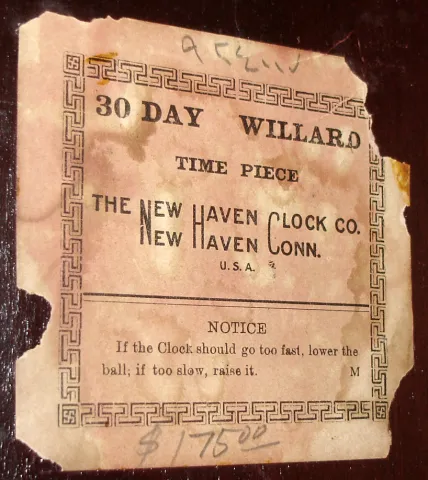 30 DAY WILLARD
TIME PIECE
THE NEW HAVEN CLOCK CO.
NEW HAVEN CONN.
U.S.A.
NOTICE
If the Clock should go too fast, lower the
ball; if too slow, raise it. M
$175.00